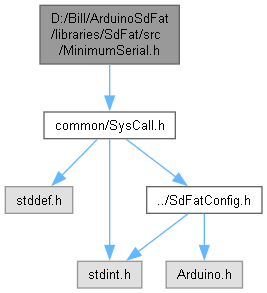 D:/Bill/ArduinoSdFat
/libraries/SdFat/src
/MinimumSerial.h
common/SysCall.h
stddef.h
../SdFatConfig.h
stdint.h
Arduino.h